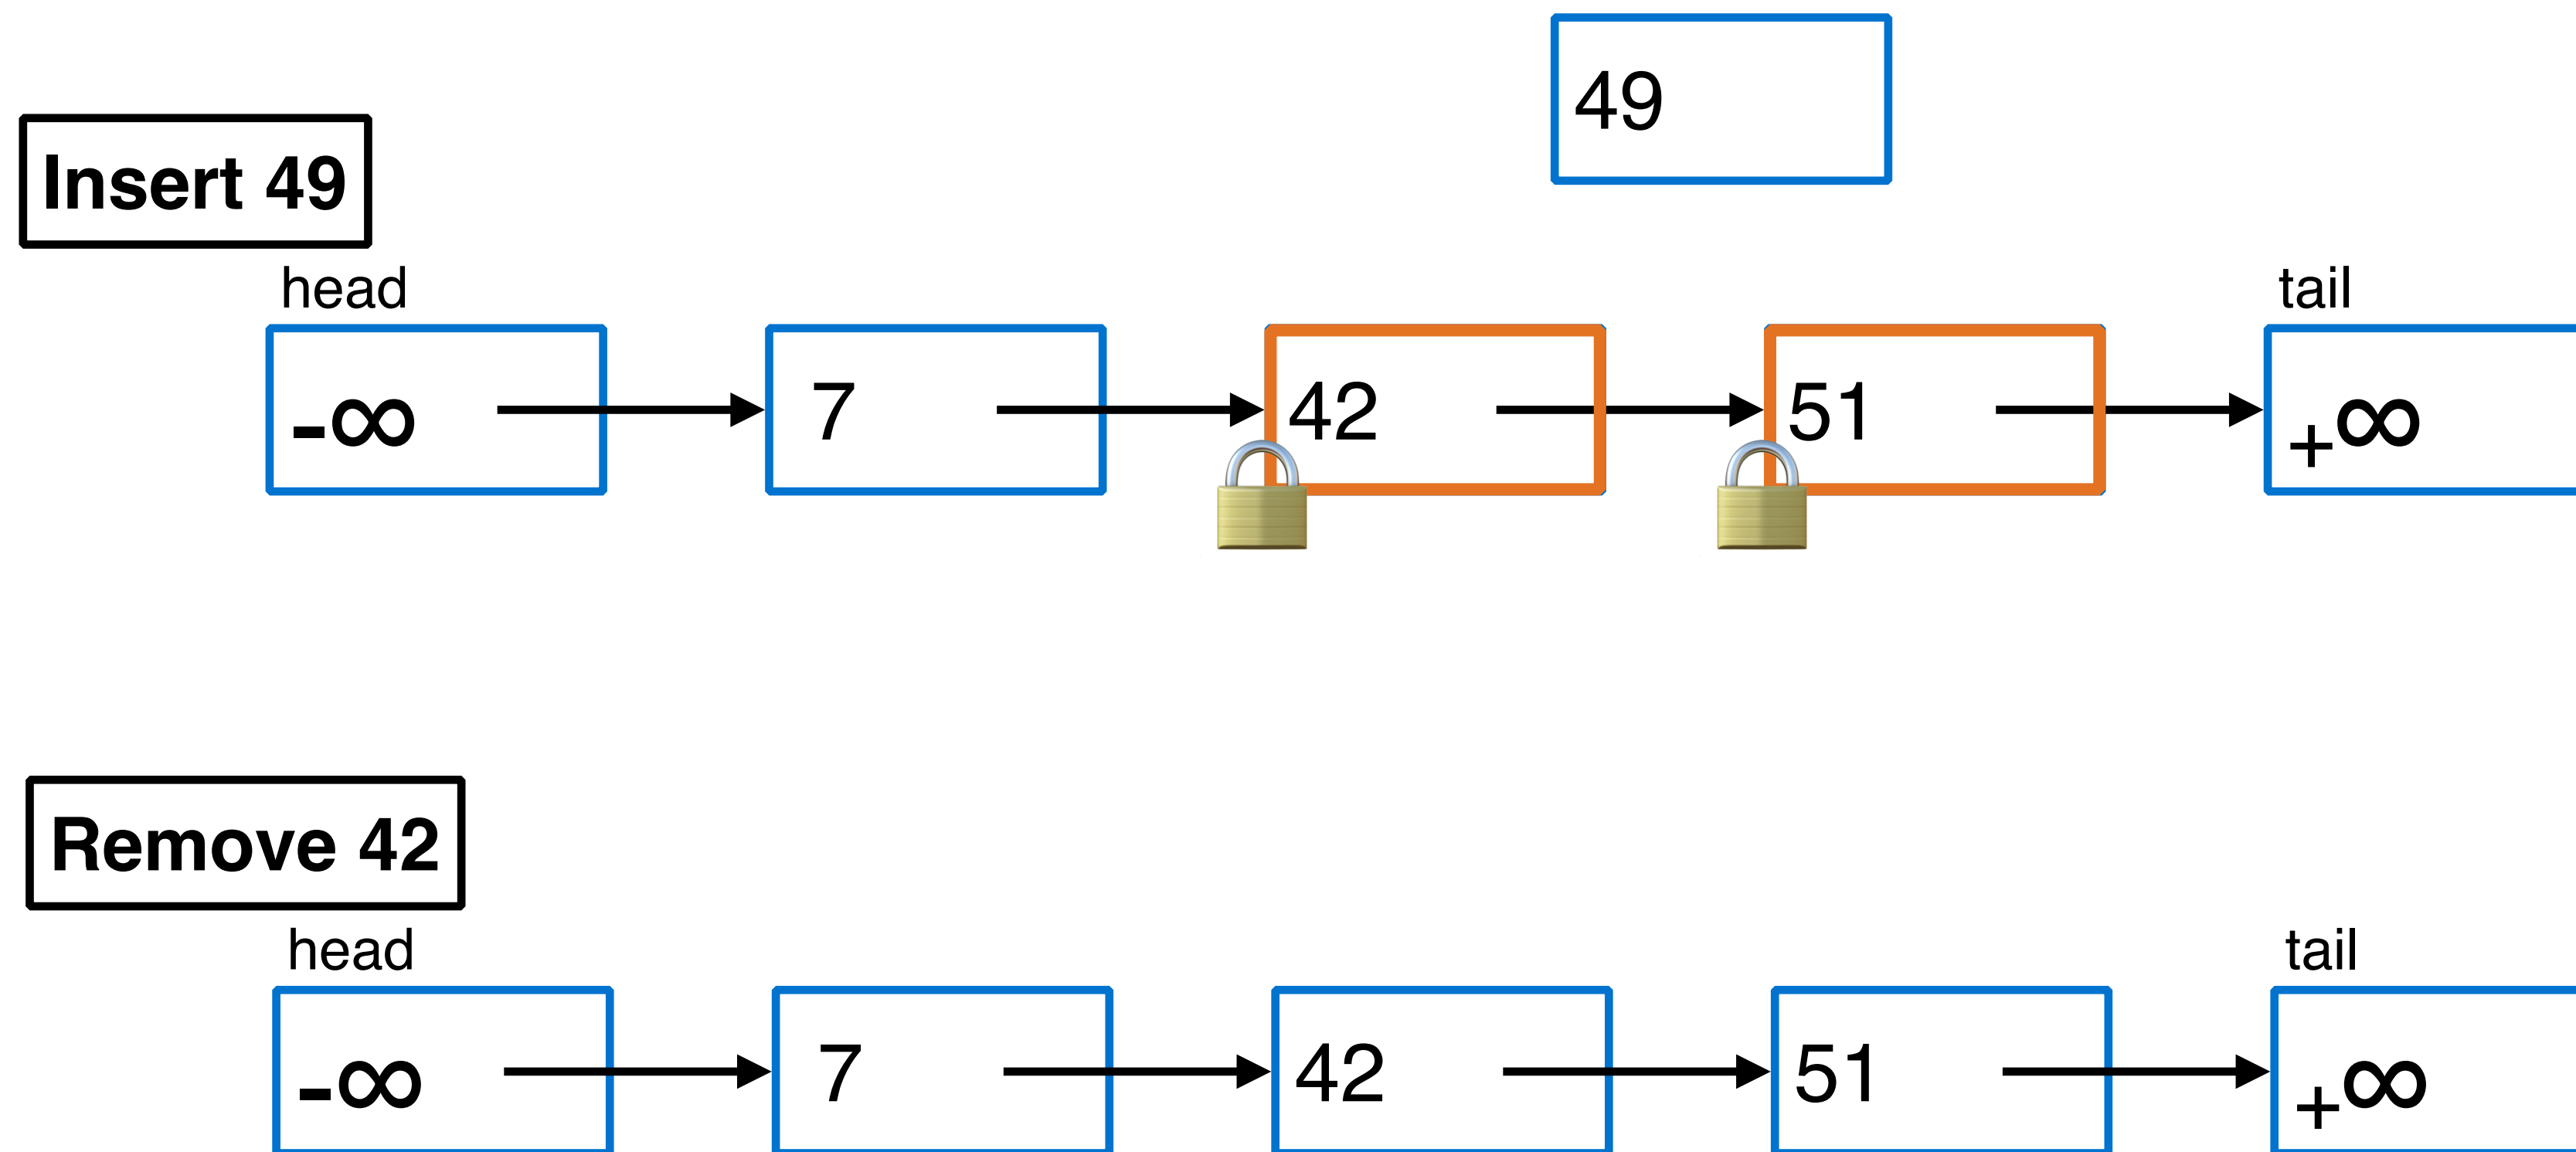 49
Insert 49
head tail
-∞ 7 42 51 +∞
Remove 42
head tail
-∞ 7 42 51 +∞